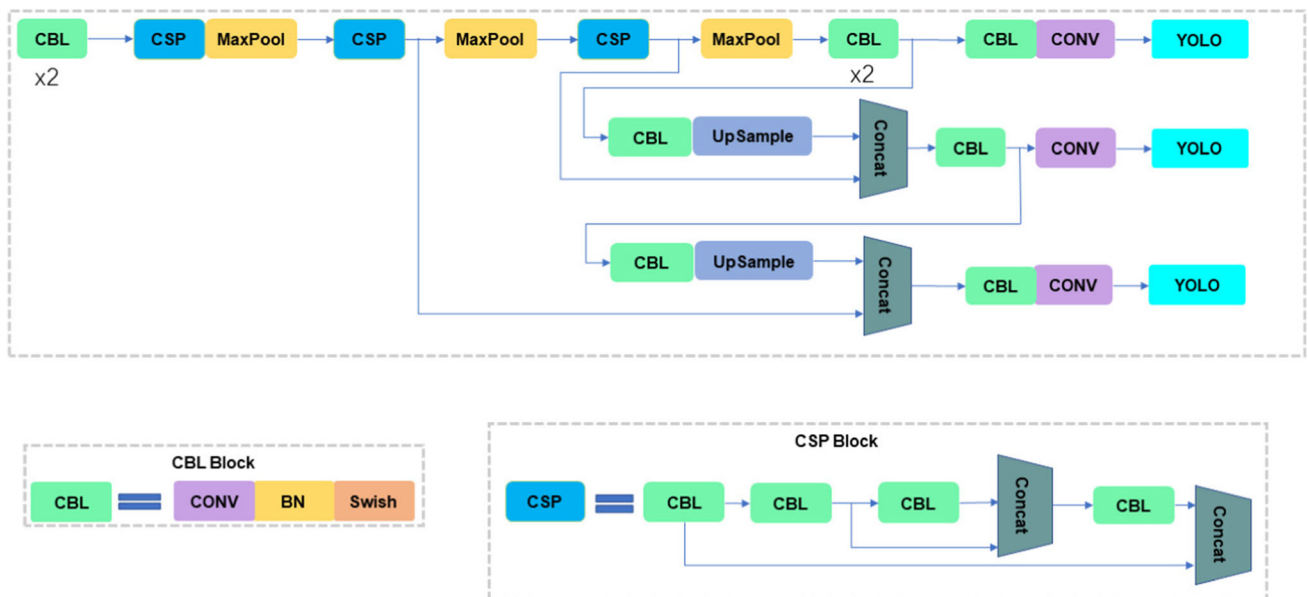 CBL CSP MaxPool CSP MaxPool CSP MaxPool CBL CBL CONV YOLO
x2 x2
CBL UpSample Concat CBL CONV YOLO
CBL UpSample Concat CBL CONV YOLO
CBL Block
CBL CONV BN Swish
CSP Block
CSP CBL CBL CBL Concat CBL Concat